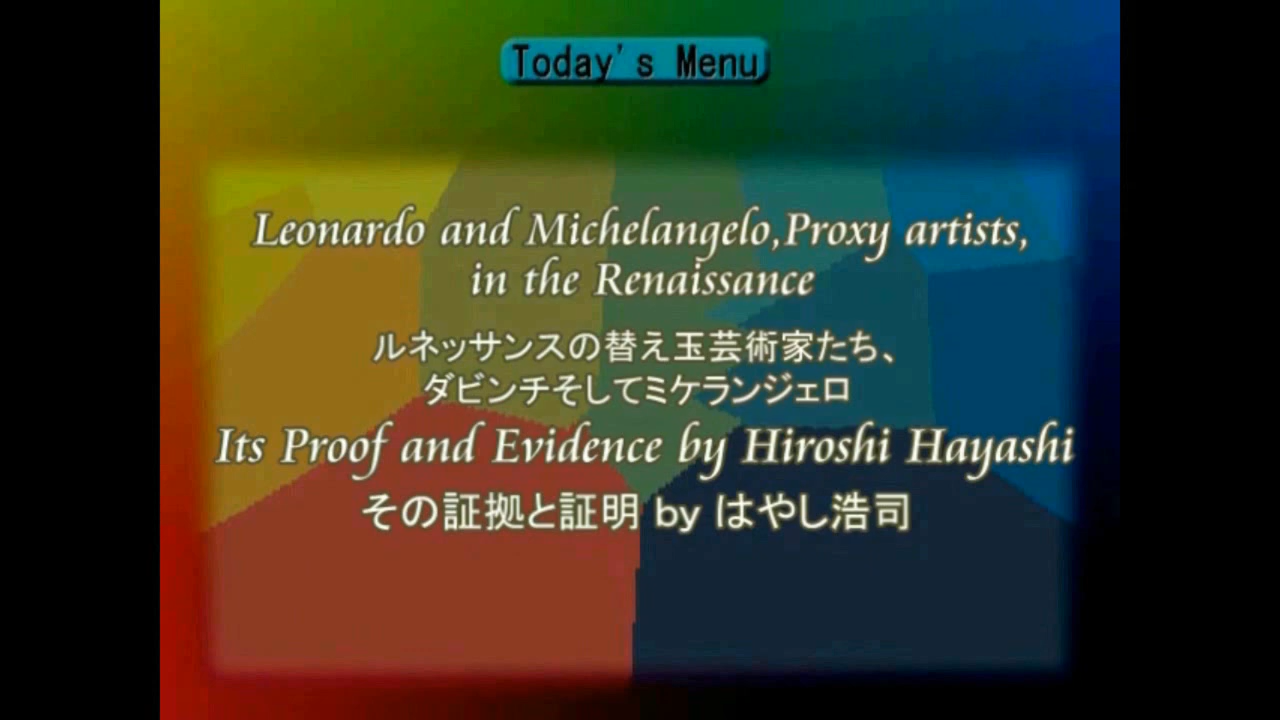 Today's Menu
Leonardo and Michelangelo,Proxy artists,
in the Renaissance
ルネッサンスの替え玉芸術家たち、
ダビンチそしてミケランジェロ
Its Proof and Evidence by Hiroshi Hayashi
その証拠と証明 by はやし浩司